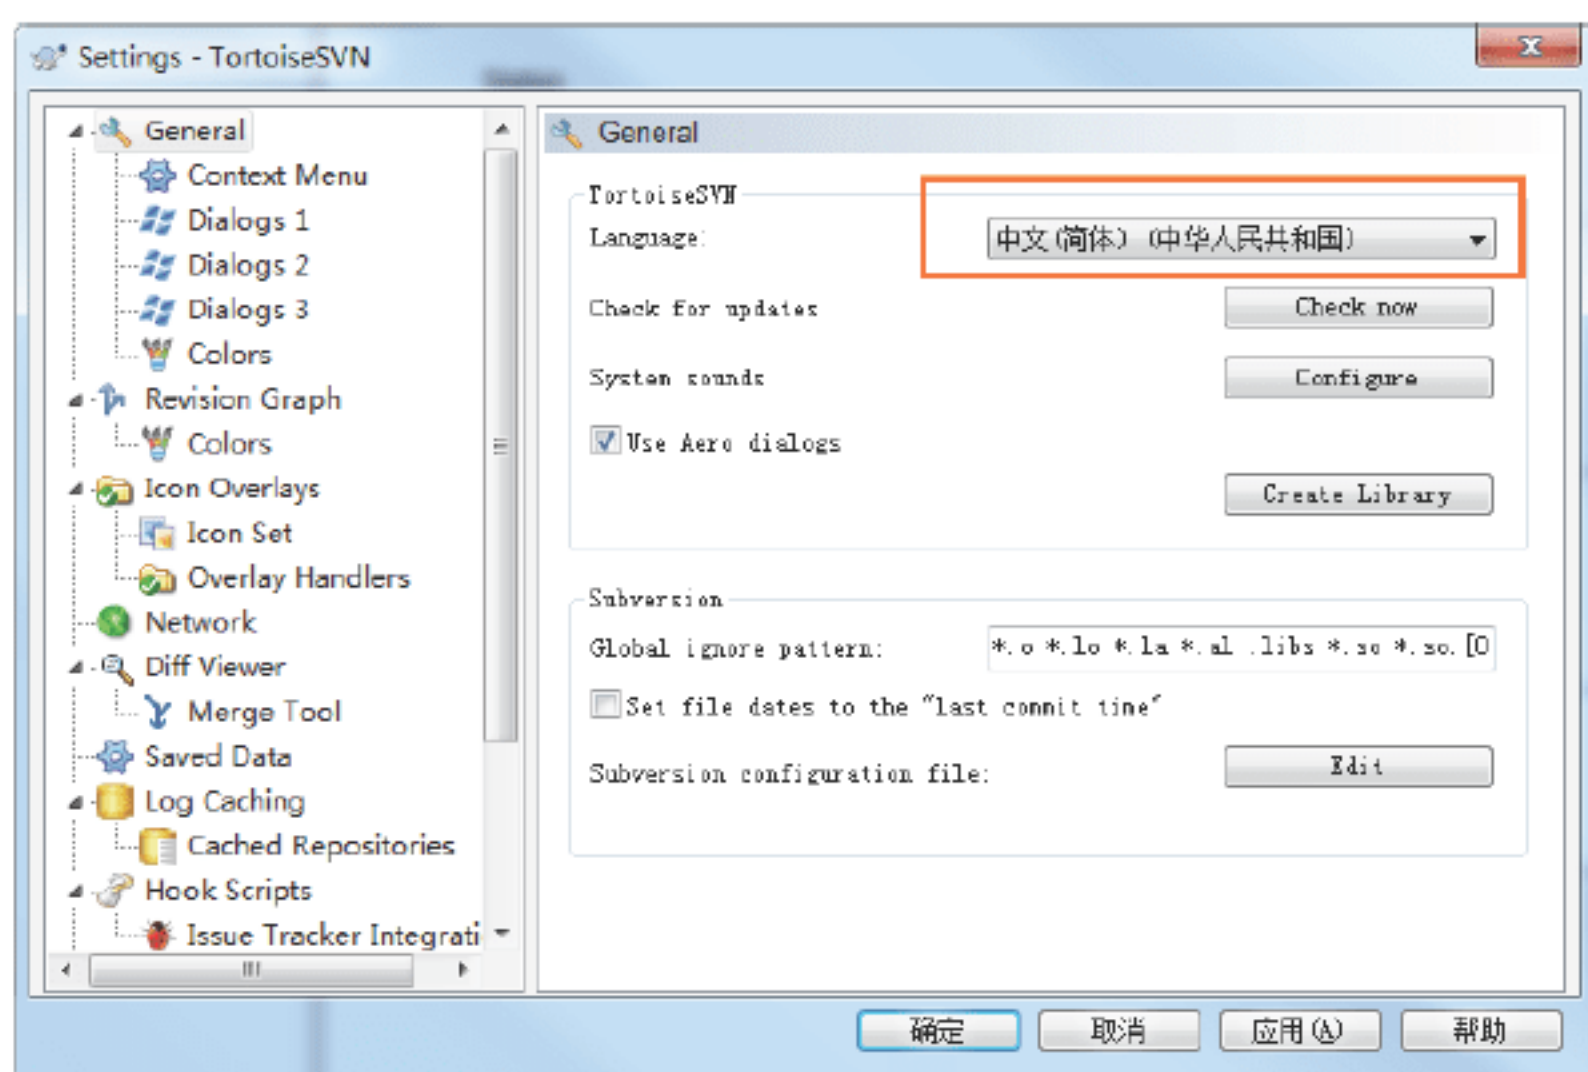 Settings - TortoiseSVN
General
Context Menu
Dialogs 1
Dialogs 2
Dialogs 3
Colors
Revision Graph
Colors
Icon Overlays
Icon Set
Overlay Handlers
Network
Diff Viewer
Merge Tool
Saved Data
Log Caching
Cached Repositories
Hook Scripts
Issue Tracker Integrati
General
TortoiseSVN
Language: 中文(简体) (中华人民共和国)
Check for updates Check now
System sounds Configure
Use Aero dialogs
Create Library
Subversion
Global ignore pattern: *.o *.lo *.la *.al .libs *.so *.so.[0
Set file dates to the "last commit time"
Subversion configuration file: Edit
确定 取消 应用(A) 帮助